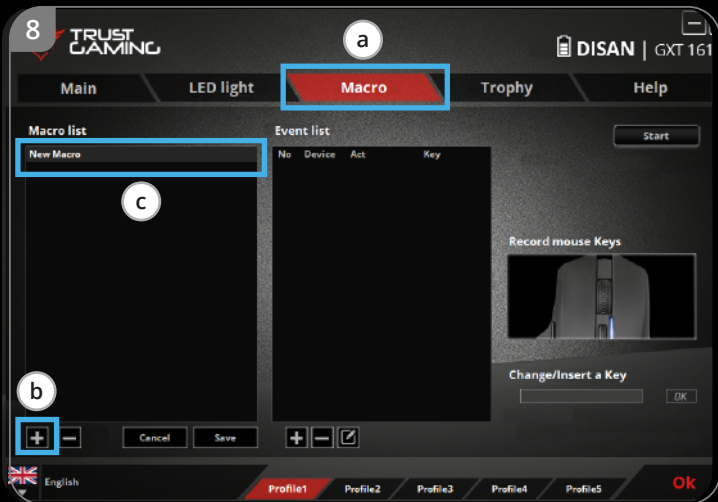 8
TRUST
GAMING
a
DISAN | GXT 161
Main
LED light
Macro
Trophy
Help
Macro list
Event list
Start
New Macro
No Device Act Key
c
Record mouse Keys
Change/Insert a Key
OK
b
+ −
Cancel
Save
+ −
English
Profile1
Profile2
Profile3
Profile4
Profile5
Ok